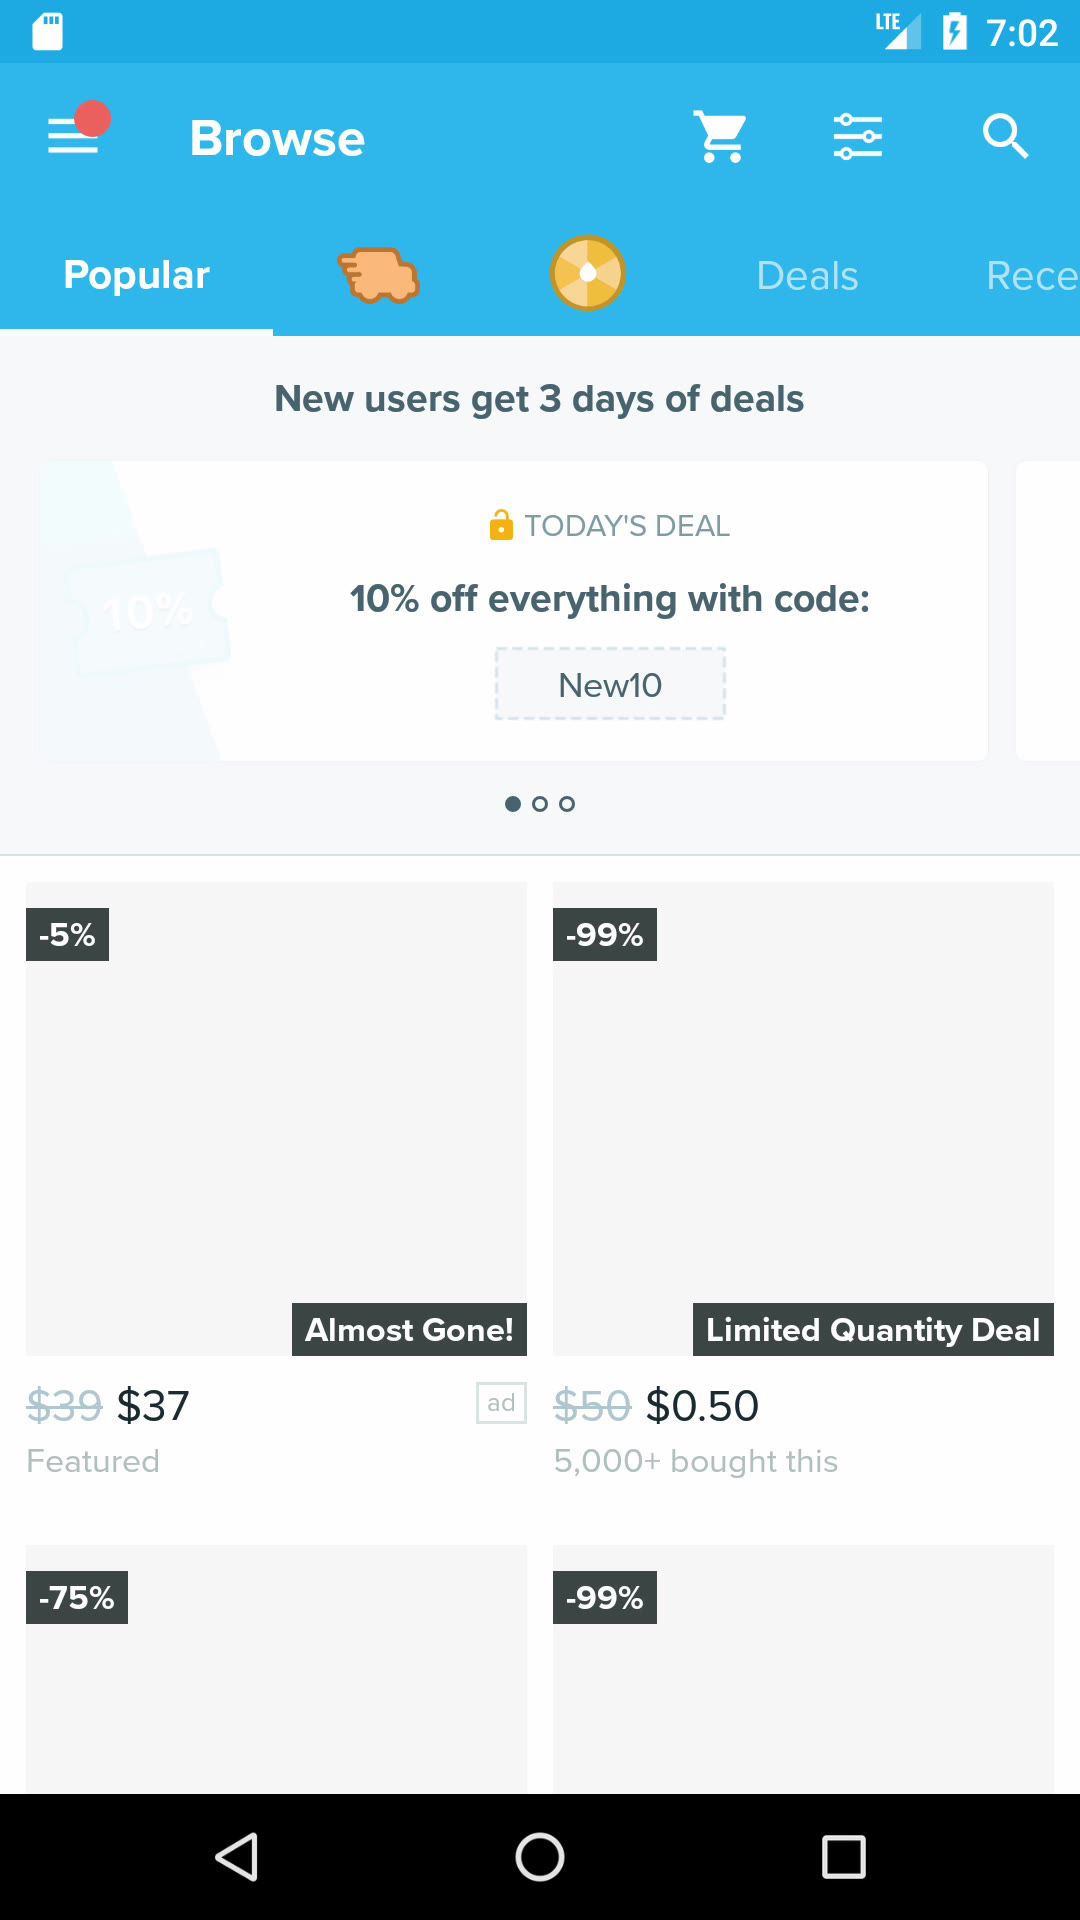 LTE 7:02
Browse
Popular Deals Rece
New users get 3 days of deals
TODAY'S DEAL
10% off everything with code:
10%
New10
-5% -99%
Almost Gone! Limited Quantity Deal
$39 $37 ad $50 $0.50
Featured 5,000+ bought this
-75% -99%